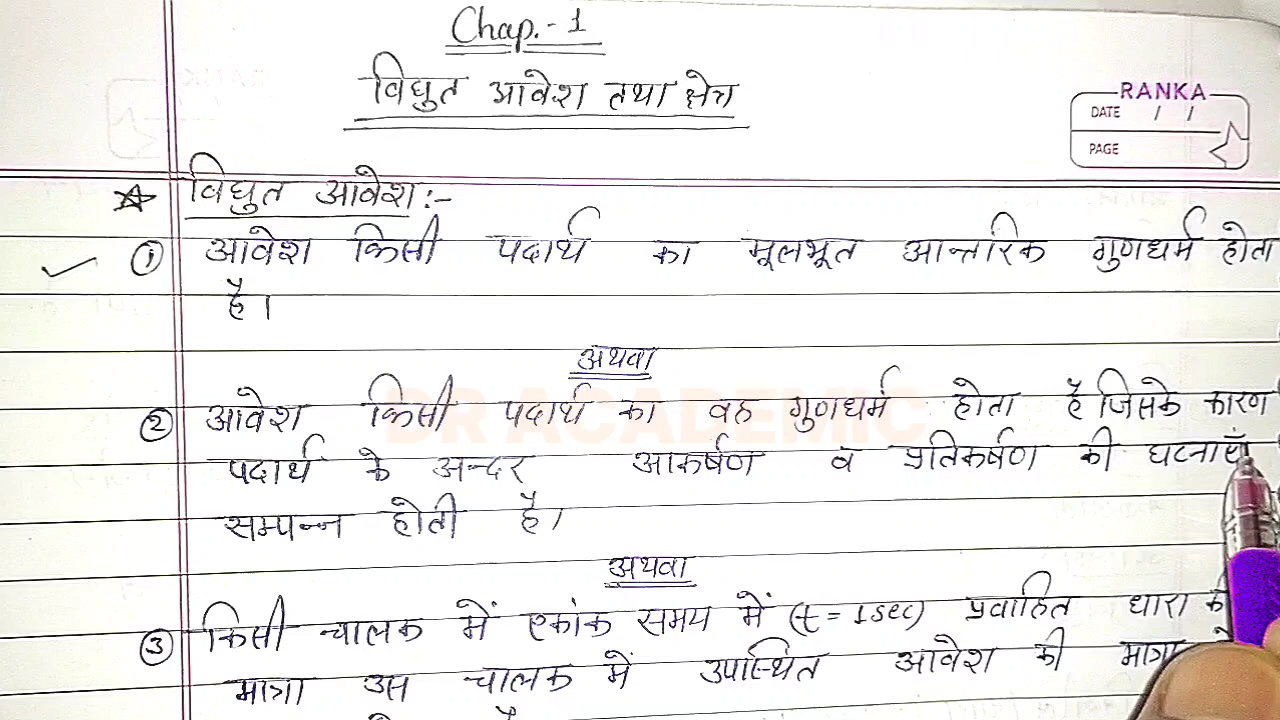 Chap.- 1
विधुत आवेश तथा क्षेत्र
RANKA
DATE / /
PAGE
विधुत आवेश :-
① आवेश किसी पदार्थ का मूलभूत आन्तरिक गुणधर्म होता
है।
अथवा
② आवेश किसी पदार्थ का वह गुणधर्म होता है जिसके कारण
पदार्थ के अन्दर आकर्षण व प्रतिकर्षण की घटनाएँ
सम्पन्न होती है।
अथवा
③ किसी चालक में एकांक समय में (t = 1sec) प्रवाहित धारा
मात्रा उस चालक में उपस्थित आवेश की मात्रा
DR ACADEMIC